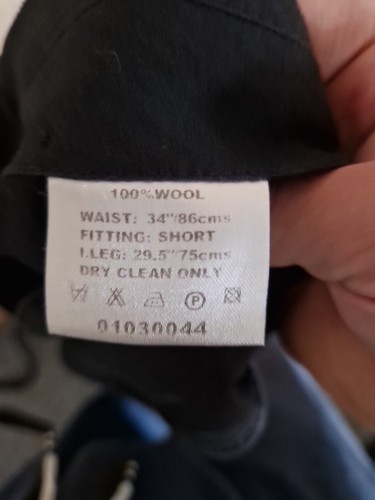 100% WOOL
WAIST: 34"/86cms
FITTING: SHORT
I.LEG: 29.5"/75cms
DRY CLEAN ONLY
P
01030044